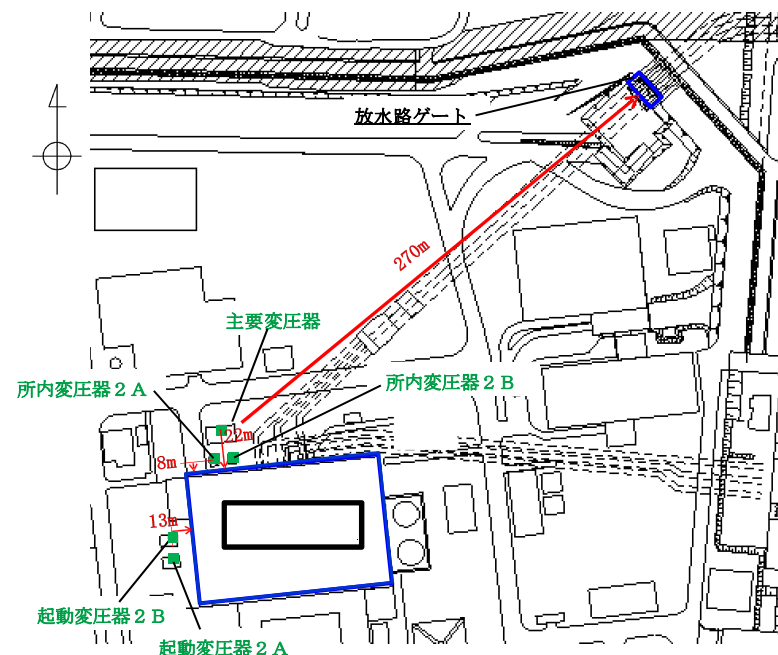 放水路ゲート
270m
主要変圧器
所内変圧器２Ａ
所内変圧器２Ｂ
22m
8m
13m
起動変圧器２Ｂ
起動変圧器２Ａ